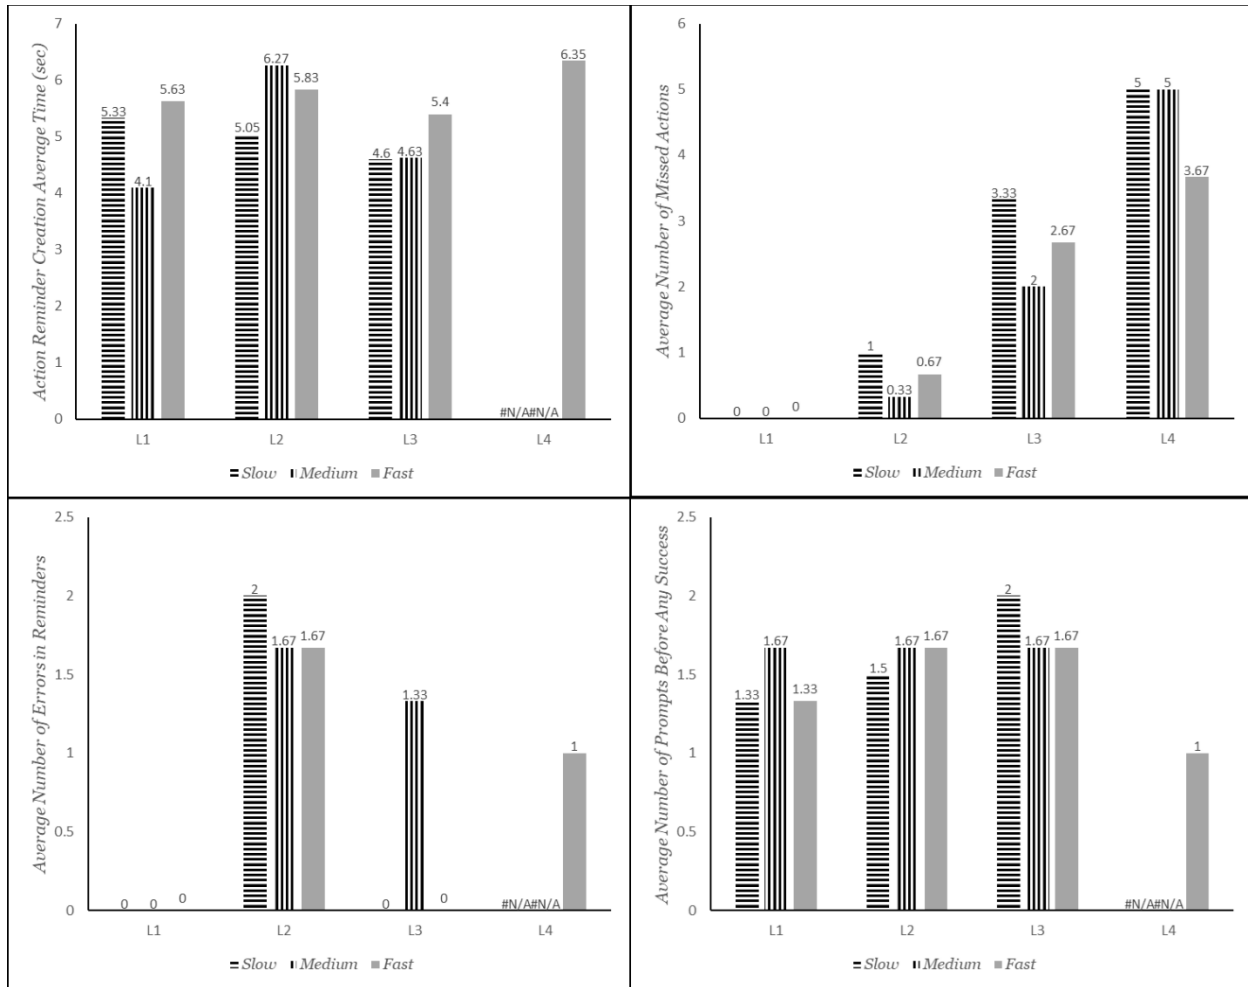 Action Reminder Creation Average Time (sec)
7
6
5
4
3
2
1
0
5.33
4.1
5.63
5.05
6.27
5.83
4.6
4.63
5.4
#N/A#N/A
6.35
L1
L2
L3
L4
Slow Medium Fast
Average Number of Missed Actions
6
5
4
3
2
1
0
0
0
0
1
0.33
0.67
3.33
2
2.67
5
5
3.67
L1
L2
L3
L4
Slow Medium Fast
Average Number of Errors in Reminders
2.5
2
1.5
1
0.5
0
0
0
0
2
1.67
1.67
0
1.33
0
#N/A#N/A
1
L1
L2
L3
L4
Slow Medium Fast
Average Number of Prompts Before Any Success
2.5
2
1.5
1
0.5
0
1.33
1.67
1.33
1.5
1.67
1.67
2
1.67
1.67
#N/A#N/A
1
L1
L2
L3
L4
Slow Medium Fast